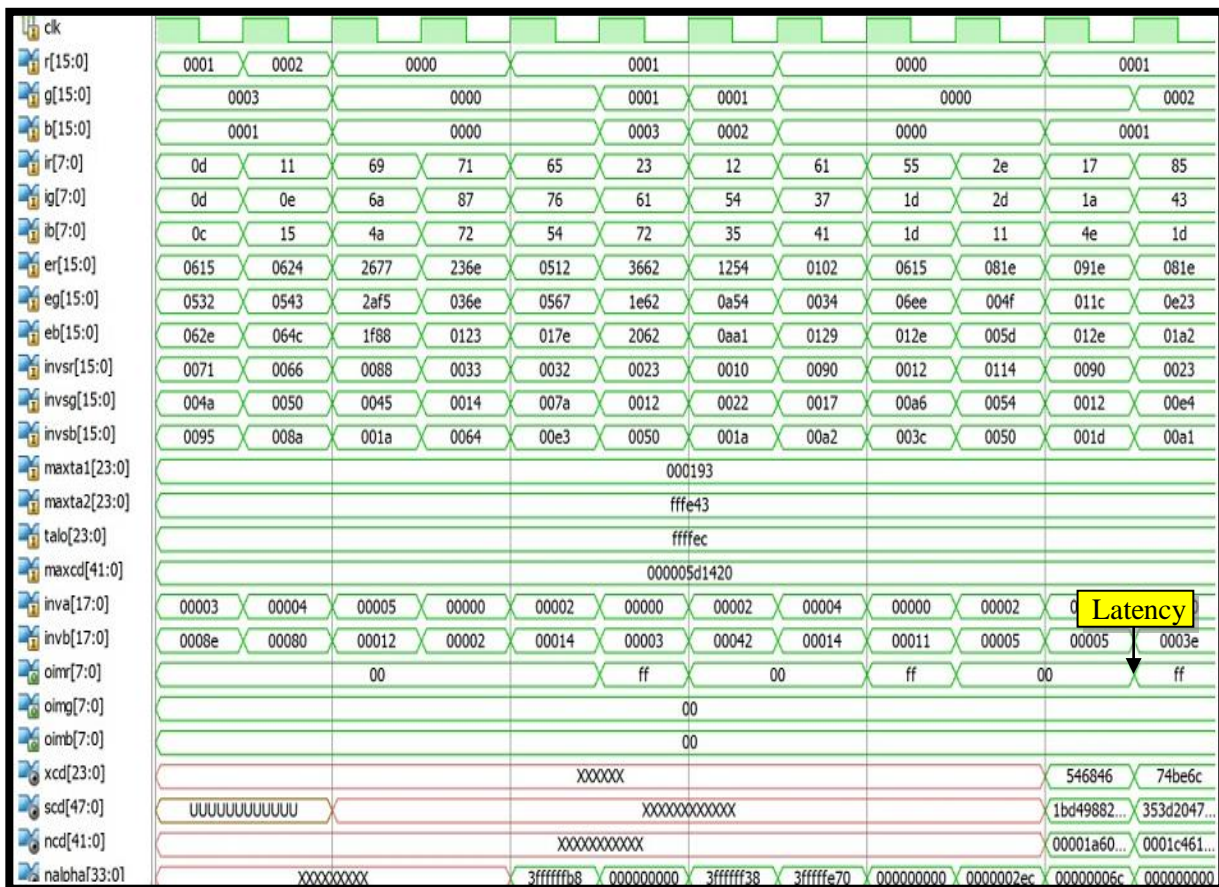 clk
r[15:0] 0001 0002 0000 0001 0000 0001
g[15:0] 0003 0000 0001 0001 0000 0002
b[15:0] 0001 0000 0003 0002 0000 0001
ir[7:0] 0d 11 69 71 65 23 12 61 55 2e 17 85
ig[7:0] 0d 0e 6a 87 76 61 54 37 1d 2d 1a 43
ib[7:0] 0c 15 4a 72 54 72 35 41 1d 11 4e 1d
er[15:0] 0615 0624 2677 236e 0512 3662 1254 0102 0615 081e 091e 081e
eg[15:0] 0532 0543 2af5 036e 0567 1e62 0a54 0034 06ee 004f 011c 0e23
eb[15:0] 062e 064c 1f88 0123 017e 2062 0aa1 0129 012e 005d 012e 01a2
invsr[15:0] 0071 0066 0088 0033 0032 0023 0010 0090 0012 0114 0090 0023
invsg[15:0] 004a 0050 0045 0014 007a 0012 0022 0017 00a6 0054 0012 00e4
invsb[15:0] 0095 008a 001a 0064 00e3 0050 001a 00a2 003c 0050 001d 00a1
maxta1[23:0] 000193
maxta2[23:0] fffe43
talo[23:0] ffffec
maxcd[41:0] 000005d1420
inva[17:0] 00003 00004 00005 00000 00002 00000 00002 00004 00000 00002
Latency
invb[17:0] 0008e 00080 00012 00002 00014 00003 00042 00014 00011 00005 00005 0003e
oimr[7:0] 00 ff 00 ff 00 ff
oimg[7:0] 00
oimb[7:0] 00
xcd[23:0] XXXXXX 546846 74be6c
scd[47:0] UUUUUUUUUUUU XXXXXXXXXXXX 1bd49882... 353d2047...
ncd[41:0] XXXXXXXXXXX 00001a60... 0001c461...
nalpha[33:0] XXXXXXXXX 3ffffffb8 000000000 3ffffff38 3fffffe70 000000000 0000002ec 00000006c 000000000